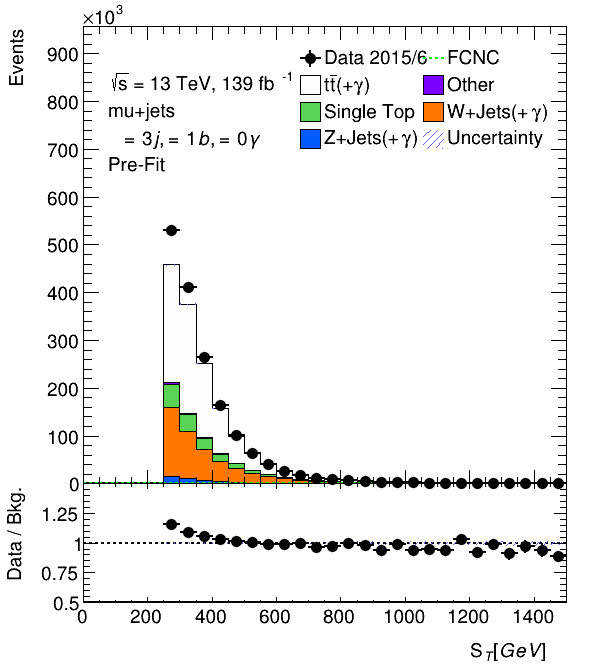 ×10³
Events
900
800
700
600
500
400
300
200
100
0
√s = 13 TeV, 139 fb⁻¹
mu+jets
= 3j, = 1b, = 0γ
Pre-Fit
Data 2015/6 FCNC
tt̄(+γ) Other
Single Top W+Jets(+γ)
Z+Jets(+γ) Uncertainty
Data / Bkg.
1.25
1
0.75
0.5
0 200 400 600 800 1000 1200 1400
S_T[GeV]